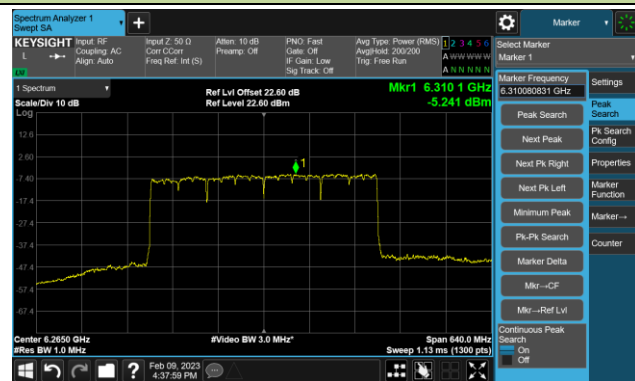 Spectrum Analyzer 1
Swept SA
Marker
KEYSIGHT
L
LV
Input: RF
Coupling: AC
Align: Auto
Input Z: 50 Ω
Corr CCorr
Freq Ref: Int (S)
Atten: 10 dB
Preamp: Off
PNO: Fast
Gate: Off
IF Gain: Low
Sig Track: Off
Avg Type: Power (RMS)
Avg|Hold: 200/200
Trig: Free Run
1 2 3 4 5 6
A W W W W W
A N N N N N
Select Marker
Marker 1
1 Spectrum
Scale/Div 10 dB
Log
Ref Lvl Offset 22.60 dB
Ref Level 22.60 dBm
Mkr1 6.310 1 GHz
-5.241 dBm
Marker Frequency
6.310080831 GHz
Settings
Peak Search
Next Peak
Next Pk Right
Next Pk Left
Minimum Peak
Pk-Pk Search
Marker Delta
Mkr→CF
Mkr→Ref Lvl
Continuous Peak
Search
On
Off
Peak
Search
Pk Search
Config
Properties
Marker
Function
Marker→
Counter
12.6
2.60
-7.40
-17.4
-27.4
-37.4
-47.4
-57.4
-67.4
1
Center 6.2650 GHz
#Res BW 1.0 MHz
#Video BW 3.0 MHz*
Span 640.0 MHz
Sweep 1.13 ms (1300 pts)
?
Feb 09, 2023
4:37:59 PM